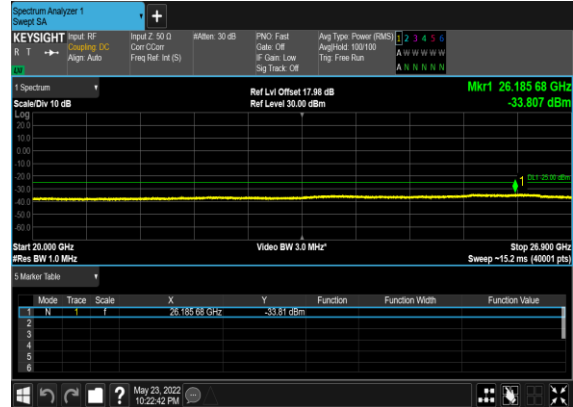 Spectrum Analyzer 1
Swept SA
KEYSIGHT Input: RF Input Z: 50 Ω #Atten: 30 dB PNO: Fast Avg Type: Power (RMS) 1 2 3 4 5 6
R T Coupling: DC Corr CCorr Gate: Off Avg|Hold: 100/100 A W W W W W
Align: Auto Freq Ref: Int (S) IF Gain: Low Trig: Free Run
LXI Sig Track: Off A N N N N N
1 Spectrum Ref Lvl Offset 17.98 dB Mkr1 26.185 68 GHz
Scale/Div 10 dB Ref Level 30.00 dBm -33.807 dBm
Log
20.0
10.0
0.00
-10.0
-20.0
DL1 -25.00 dBm
1
-30.0
-40.0
-50.0
-60.0
Start 20.000 GHz Video BW 3.0 MHz* Stop 26.900 GHz
#Res BW 1.0 MHz Sweep ~15.2 ms (40001 pts)
5 Marker Table
Mode Trace Scale X Y Function Function Width Function Value
1 N 1 f 26.185 68 GHz -33.81 dBm
2
3
4
5
6
? May 23, 2022
10:22:42 PM